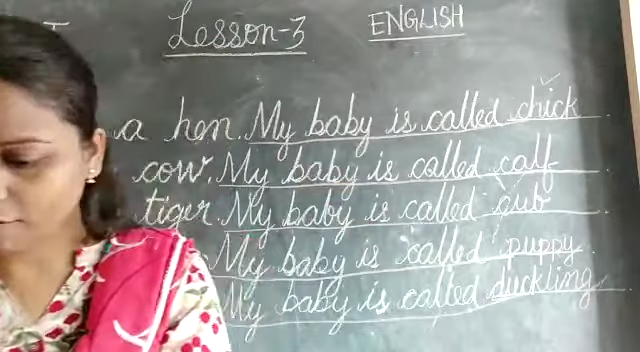 Lesson-3 ENGLISH
a hen. My baby is called chick.
cow. My baby is called calf.
tiger. My baby is called cub.
My baby is called puppy.
My baby is called duckling.